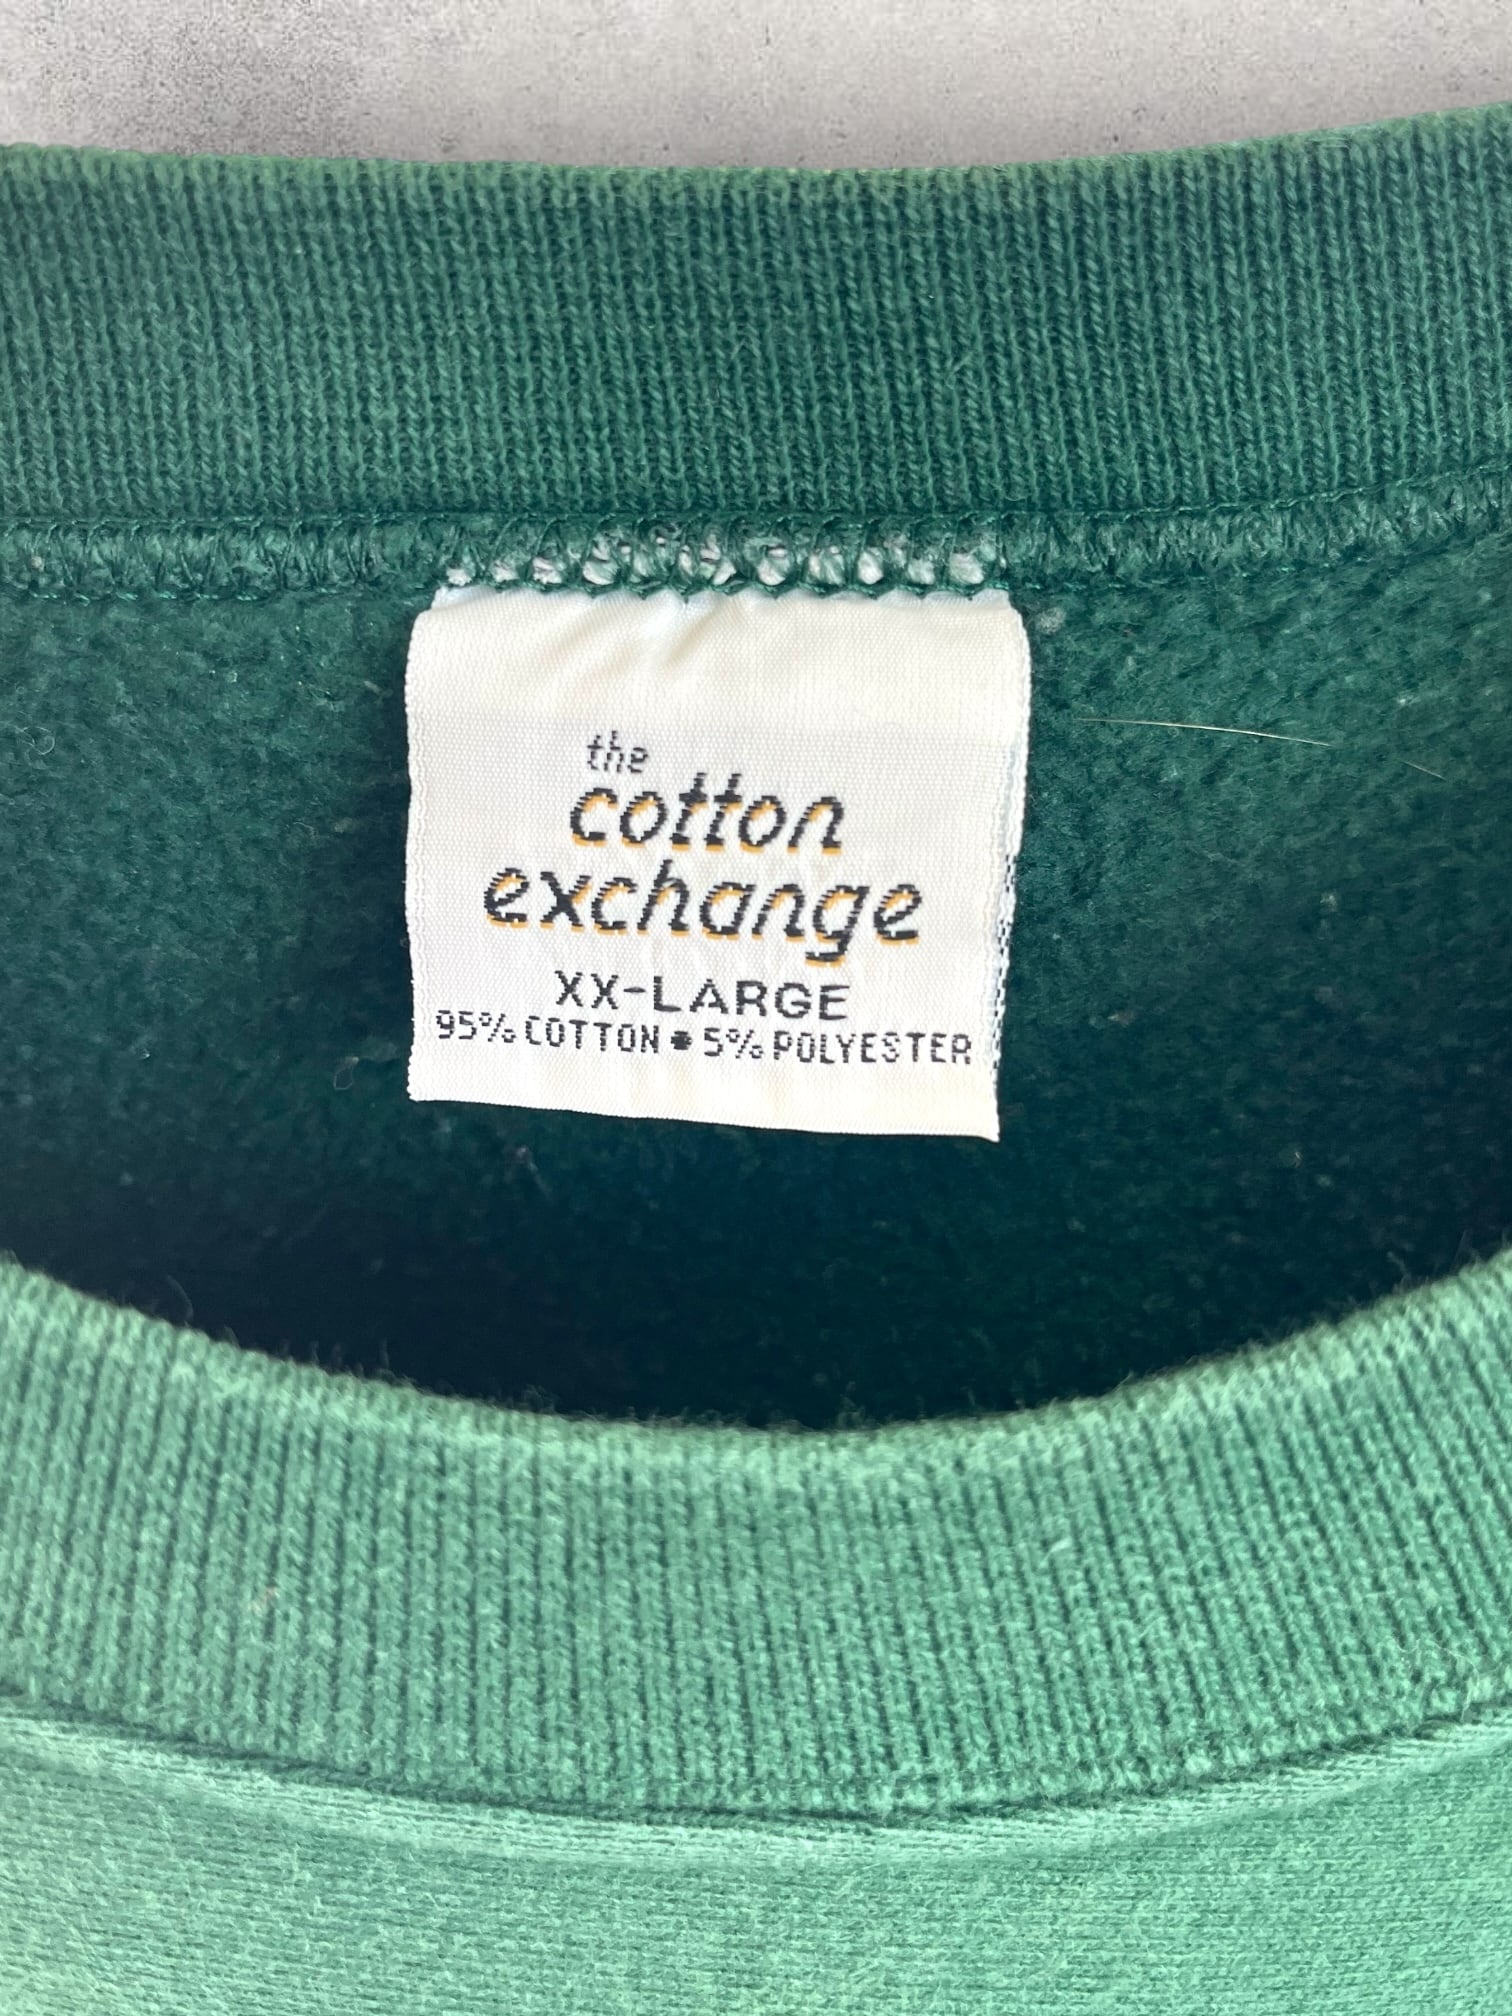 the
cotton
exchange
XX-LARGE
95% COTTON • 5% POLYESTER